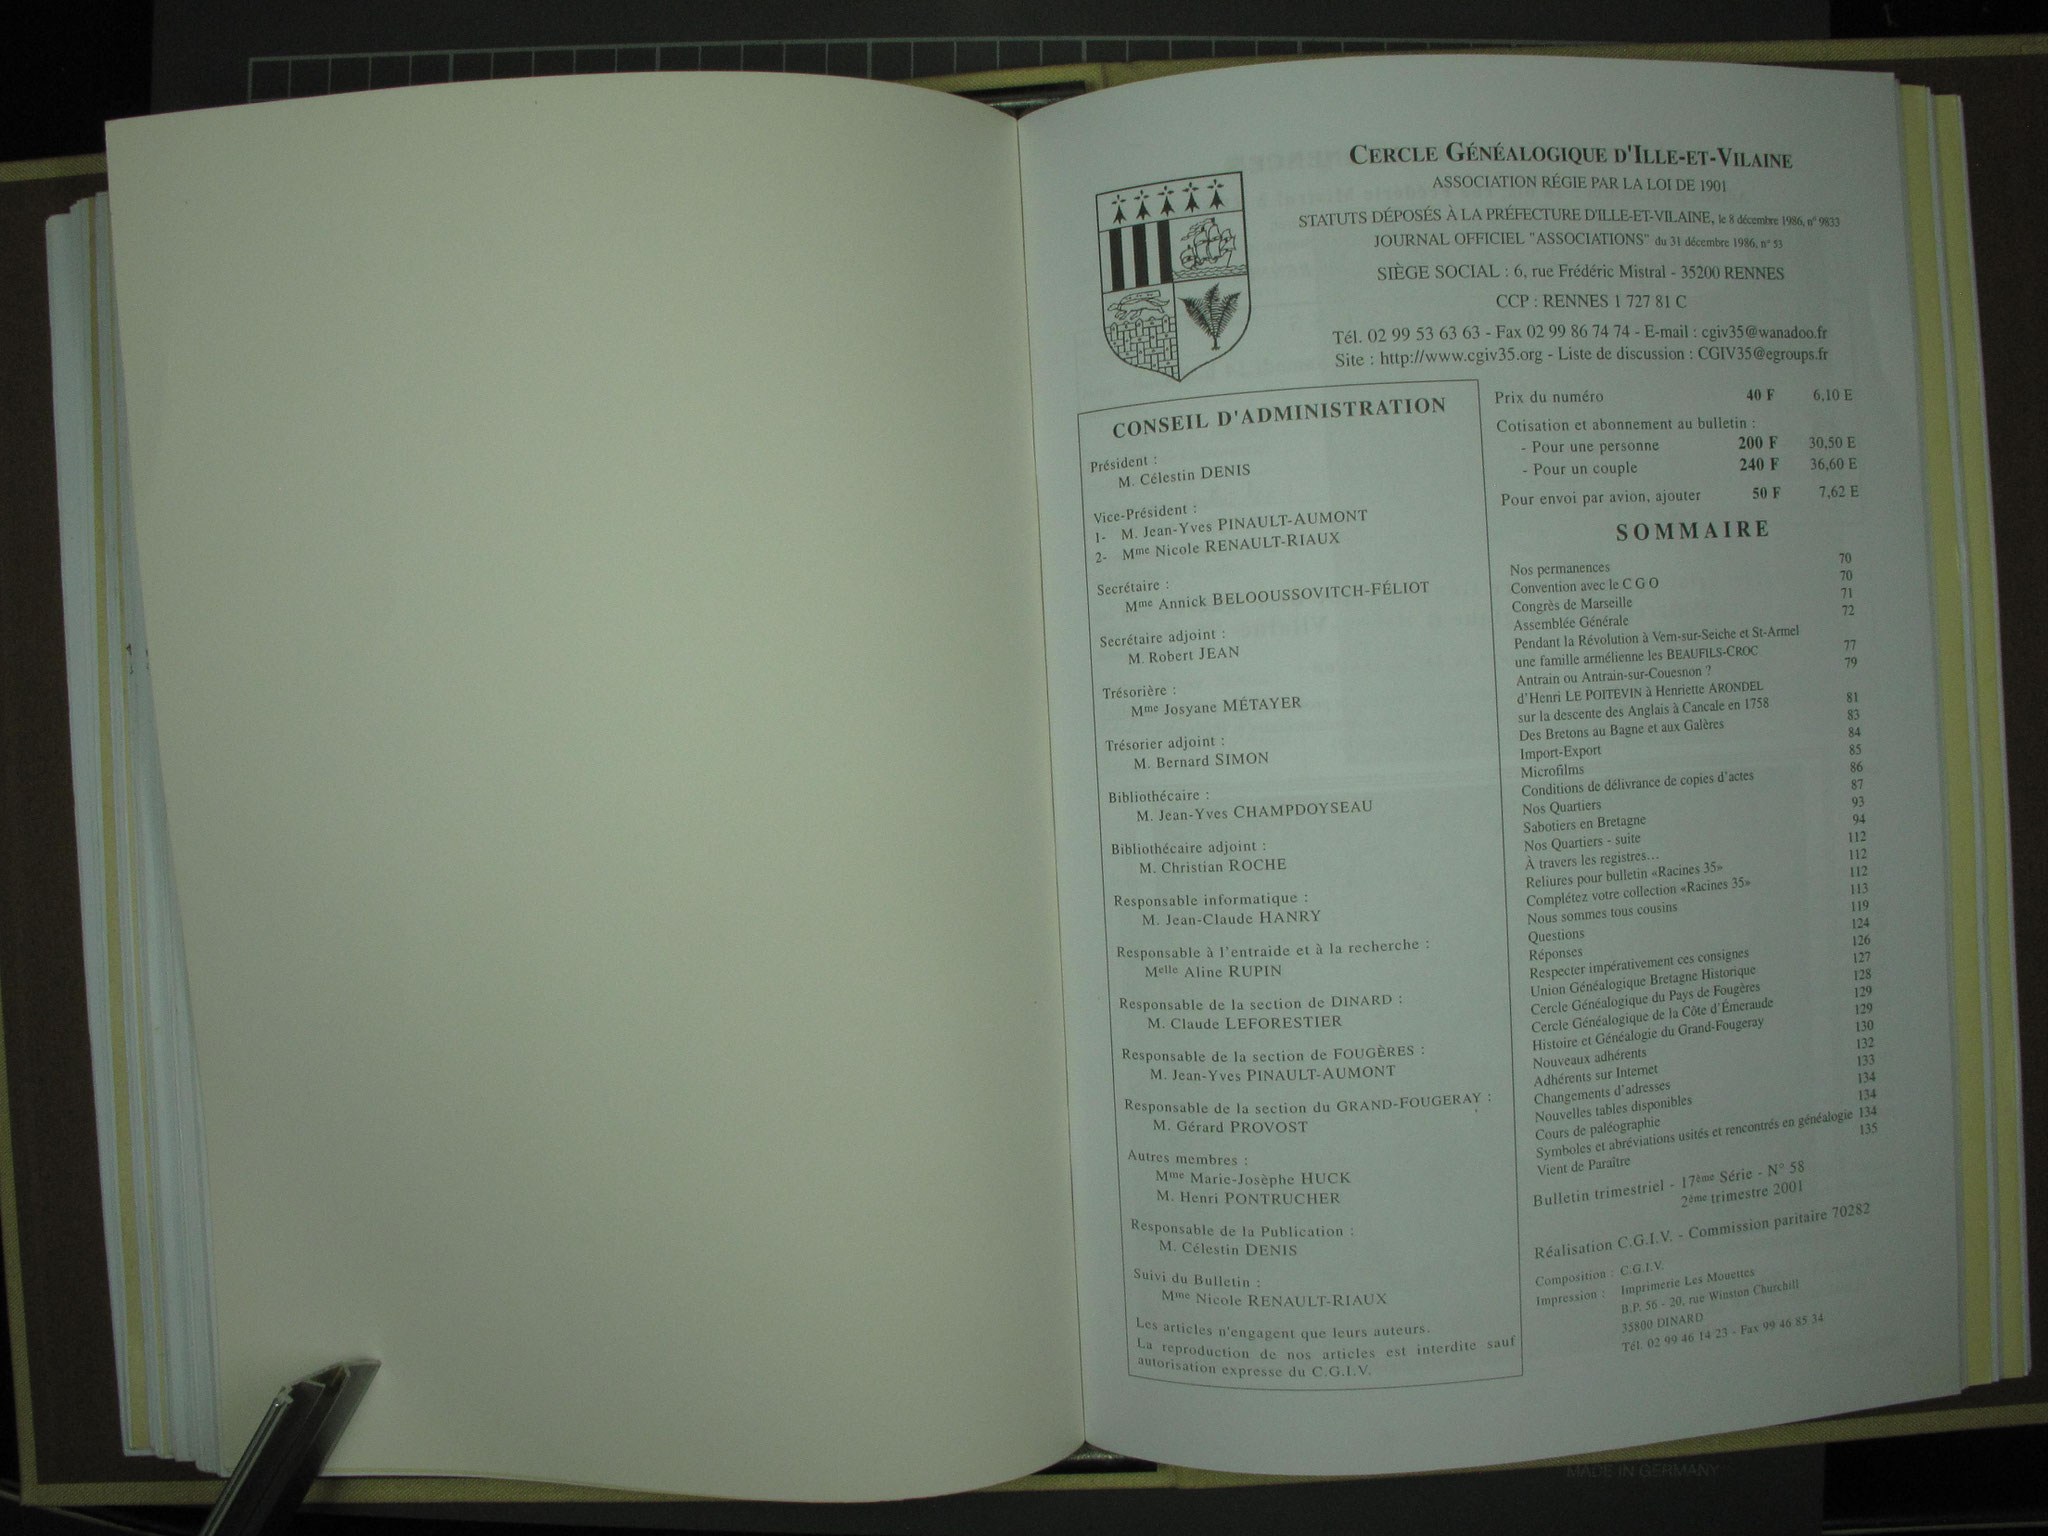 CERCLE GÉNÉALOGIQUE D'ILLE-ET-VILAINE
ASSOCIATION RÉGIE PAR LA LOI DE 1901
STATUTS DÉPOSÉS À LA PRÉFECTURE D'ILLE-ET-VILAINE, le 8 décembre 1986, n° 9833
JOURNAL OFFICIEL "ASSOCIATIONS" du 31 décembre 1986, n° 53
SIÈGE SOCIAL : 6, rue Frédéric Mistral - 35200 RENNES
CCP : RENNES 1 727 81 C
Tél. 02 99 53 63 63 - Fax 02 99 86 74 74 - E-mail : cgiv35@wanadoo.fr
Site : http://www.cgiv35.org - Liste de discussion : CGIV35@egroups.fr
CONSEIL D'ADMINISTRATION
Président :
M. Célestin DENIS
Vice-Président :
1- M. Jean-Yves PINAULT-AUMONT
2- Mme Nicole RENAULT-RIAUX
Secrétaire :
Mme Annick BELOOUSSOVITCH-FÉLIOT
Secrétaire adjoint :
M. Robert JEAN
Trésorière :
Mme Josyane MÉTAYER
Trésorier adjoint :
M. Bernard SIMON
Bibliothécaire :
M. Jean-Yves CHAMPDOYSEAU
Bibliothécaire adjoint :
M. Christian ROCHE
Responsable informatique :
M. Jean-Claude HANRY
Responsable à l'entraide et à la recherche :
Melle Aline RUPIN
Responsable de la section de DINARD :
M. Claude LEFORESTIER
Responsable de la section de FOUGÈRES :
M. Jean-Yves PINAULT-AUMONT
Responsable de la section du GRAND-FOUGERAY :
M. Gérard PROVOST
Autres membres :
Mme Marie-Josèphe HUCK
M. Henri PONTRUCHER
Responsable de la Publication :
M. Célestin DENIS
Suivi du Bulletin :
Mme Nicole RENAULT-RIAUX
Les articles n'engagent que leurs auteurs.
La reproduction de nos articles est interdite sauf
autorisation expresse du C.G.I.V.
Prix du numéro 40 F 6,10 E
Cotisation et abonnement au bulletin :
- Pour une personne 200 F 30,50 E
- Pour un couple 240 F 36,60 E
Pour envoi par avion, ajouter 50 F 7,62 E
SOMMAIRE
Nos permanences 70
Convention avec le C G O 70
Congrès de Marseille 71
Assemblée Générale 72
Pendant la Révolution à Vern-sur-Seiche et St-Armel
une famille armélienne les BEAUFILS-CROC 77
Antrain ou Antrain-sur-Couesnon ? 79
d'Henri LE POITEVIN à Henriette ARONDEL
sur la descente des Anglais à Cancale en 1758 81
Des Bretons au Bagne et aux Galères 83
Import-Export 84
Microfilms 85
Conditions de délivrance de copies d'actes 86
Nos Quartiers 87
Sabotiers en Bretagne 93
Nos Quartiers - suite 94
À travers les registres... 112
Reliures pour bulletin «Racines 35» 112
Complétez votre collection «Racines 35» 112
Nous sommes tous cousins 113
Questions 119
Réponses 124
Respecter impérativement ces consignes 126
Union Généalogique Bretagne Historique 127
Cercle Généalogique du Pays de Fougères 128
Cercle Généalogique de la Côte d'Émeraude 129
Histoire et Généalogie du Grand-Fougeray 129
Nouveaux adhérents 130
Adhérents sur Internet 132
Changements d'adresses 133
Nouvelles tables disponibles 134
Cours de paléographie 134
Symboles et abréviations usités et rencontrés en généalogie 134
Vient de Paraître 135
Bulletin trimestriel - 17ème Série - N° 58
2ème trimestre 2001
Réalisation C.G.I.V. - Commission paritaire 70282
Composition : C.G.I.V.
Impression : Imprimerie Les Mouettes
B.P. 56 - 20, rue Winston Churchill
35800 DINARD
Tél. 02 99 46 14 23 - Fax 99 46 85 34
MADE IN GERMANY